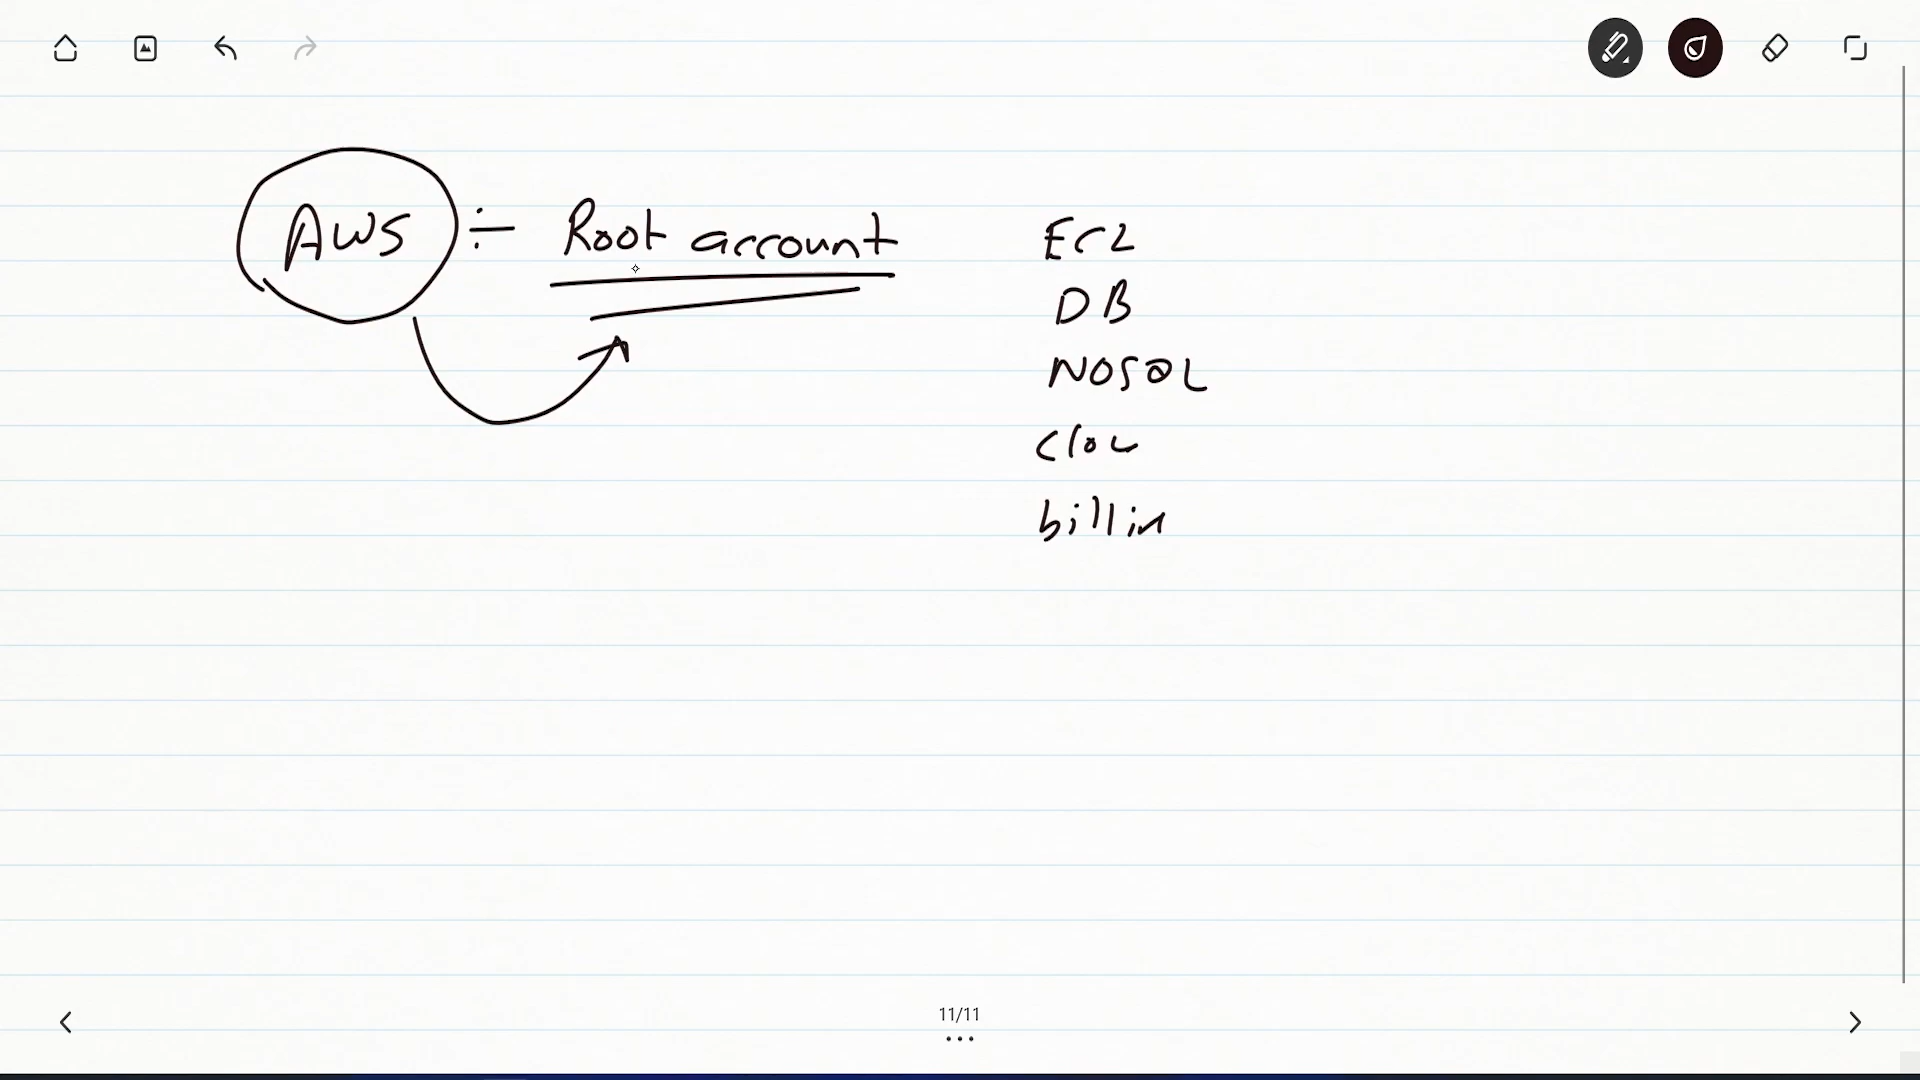 AWS ÷ Root account
EC2
DB
NOSQL
clou
billin
11/11